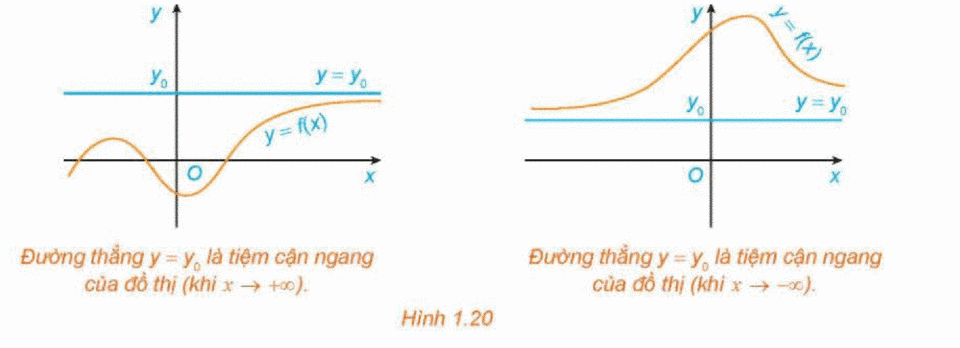 y
y₀
y = y₀
y = f(x)
O
x
Đường thẳng y = y₀ là tiệm cận ngang
của đồ thị (khi x → +∞).
y
y = f(x)
y₀
y = y₀
O
x
Đường thẳng y = y₀ là tiệm cận ngang
của đồ thị (khi x → −∞).
Hình 1.20